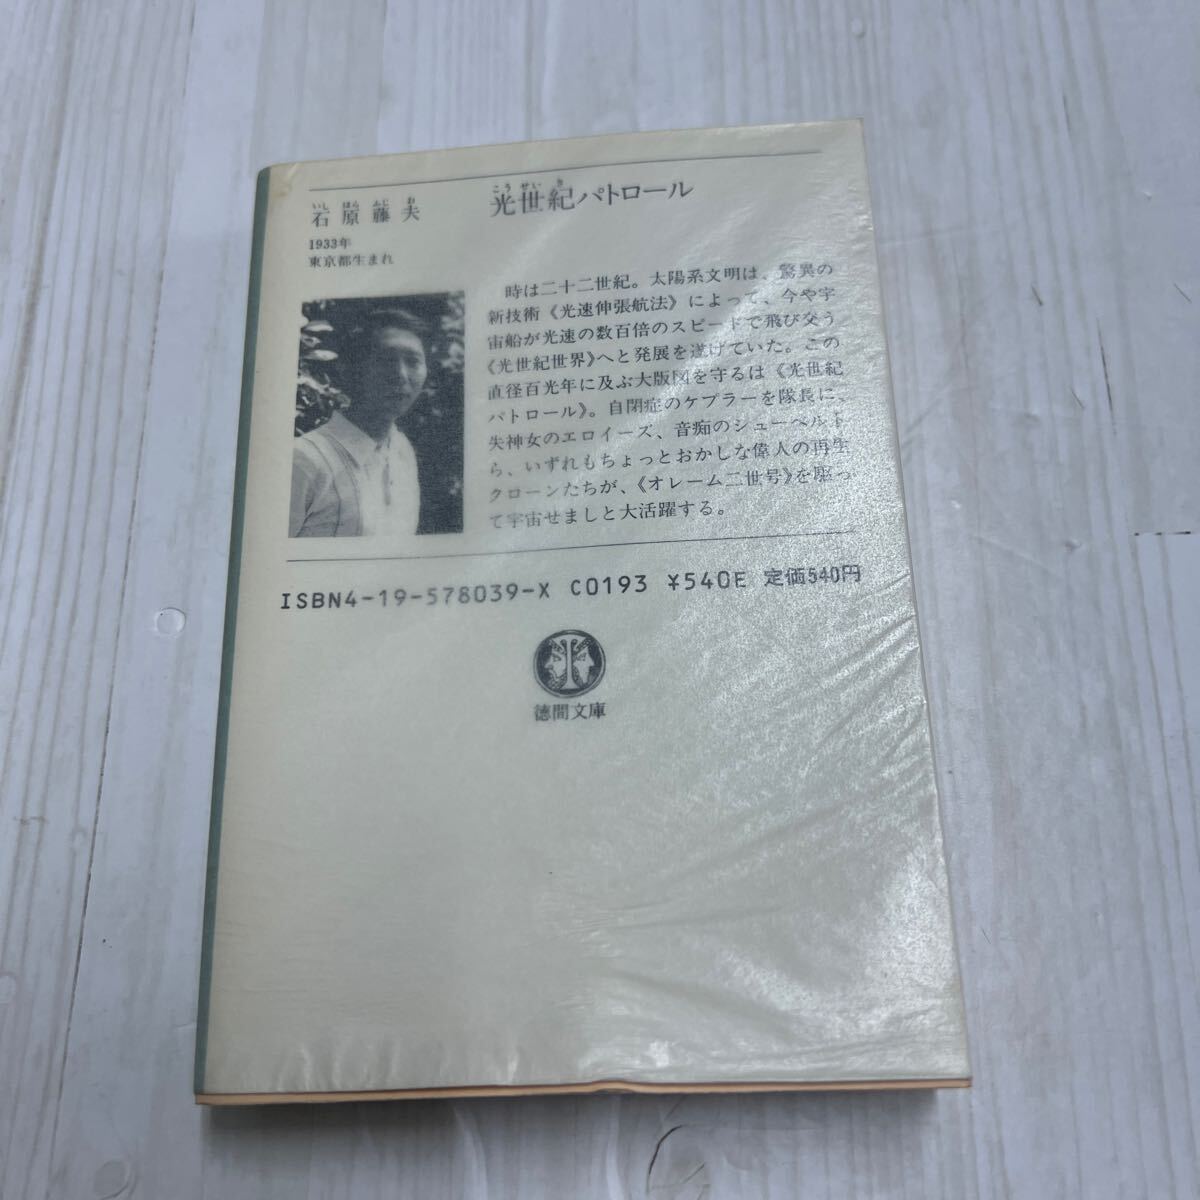 いし はら ふじ お
石原藤夫
1933年
東京都生まれ
こう せい き
光世紀パトロール
時は二十二世紀。太陽系文明は、驚異の
新技術《光速伸張航法》によって、今や宇
宙船が光速の数百倍のスピードで飛び交う
《光世紀世界》へと発展を遂げていた。この
直径百光年に及ぶ大版図を守るは《光世紀
パトロール》。自閉症のケプラーを隊長に、
失神女のエロイーズ、音痴のシューベルト
ら、いずれもちょっとおかしな偉人の再生
クローンたちが、《オレーム二世号》を駆っ
て宇宙せましと大活躍する。
ISBN4-19-578039-X C0193 ¥540E 定価540円
徳間文庫